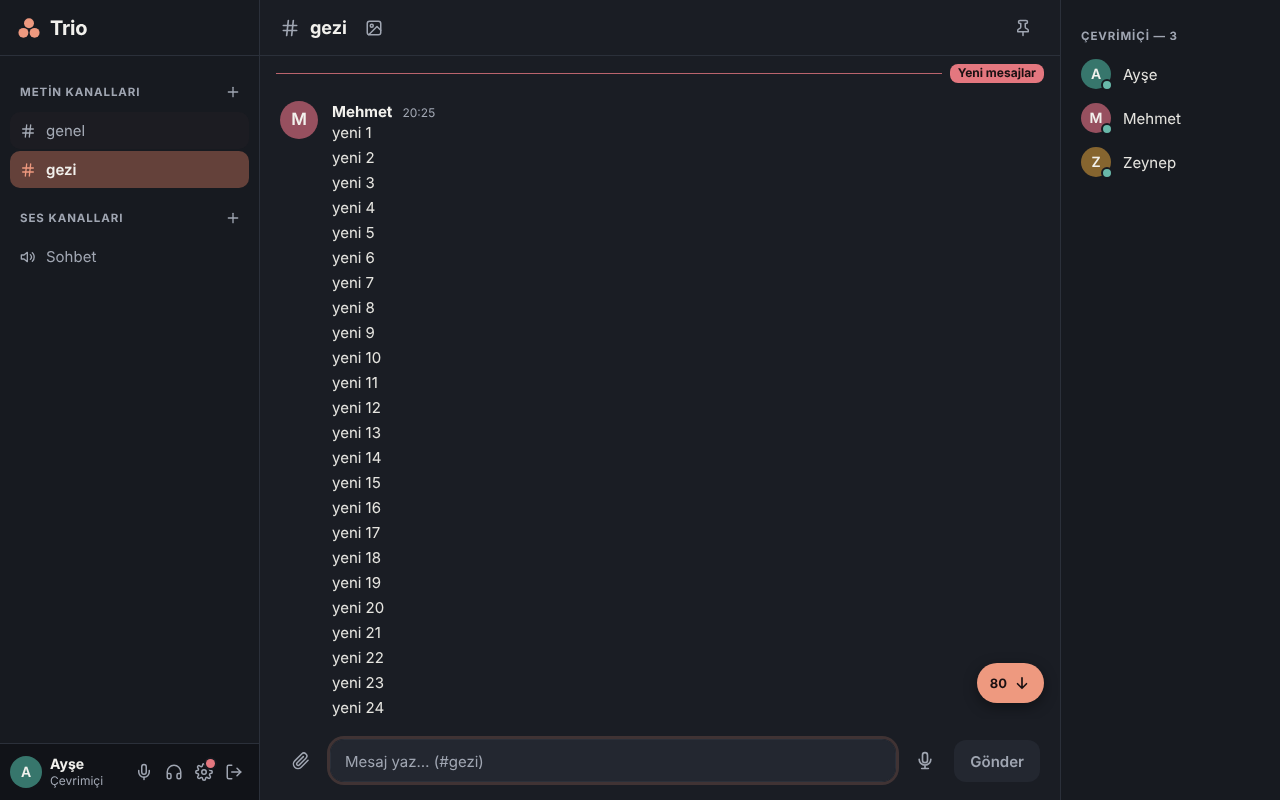 Trio
METİN KANALLARI
genel
gezi
SES KANALLARI
Sohbet
A
Ayşe
Çevrimiçi
gezi
Yeni mesajlar
M
Mehmet 20:25
yeni 1
yeni 2
yeni 3
yeni 4
yeni 5
yeni 6
yeni 7
yeni 8
yeni 9
yeni 10
yeni 11
yeni 12
yeni 13
yeni 14
yeni 15
yeni 16
yeni 17
yeni 18
yeni 19
yeni 20
yeni 21
yeni 22
yeni 23
yeni 24
80
Mesaj yaz... (#gezi)
Gönder
ÇEVRİMİÇİ — 3
A Ayşe
M Mehmet
Z Zeynep